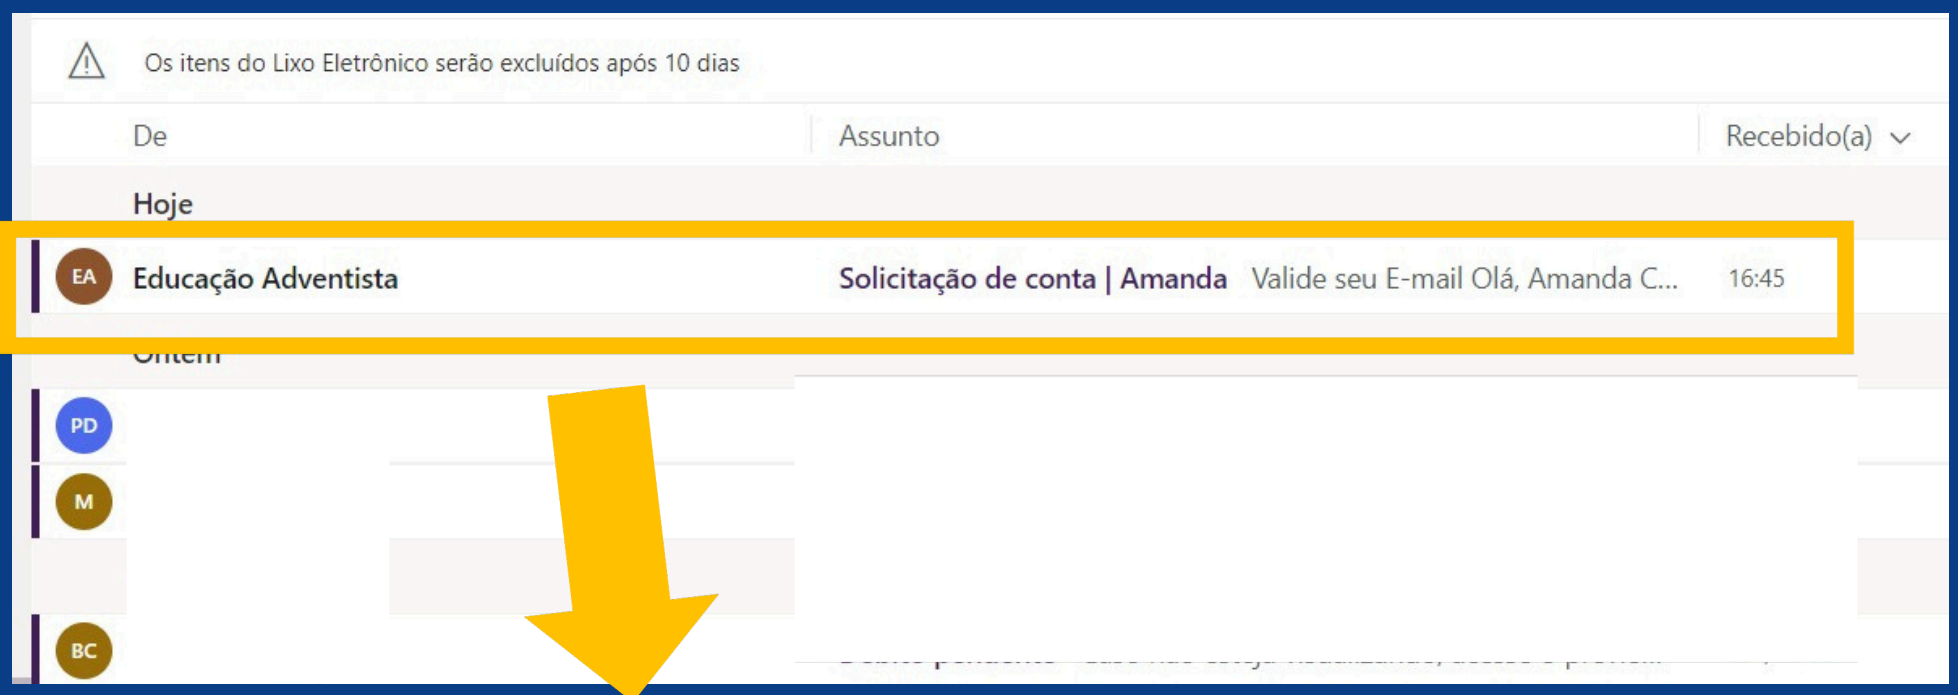 Os itens do Lixo Eletrônico serão excluídos após 10 dias
De Assunto Recebido(a)
Hoje
EA Educação Adventista Solicitação de conta | Amanda Valide seu E-mail Olá, Amanda C... 16:45
Ontem
PD
M
BC